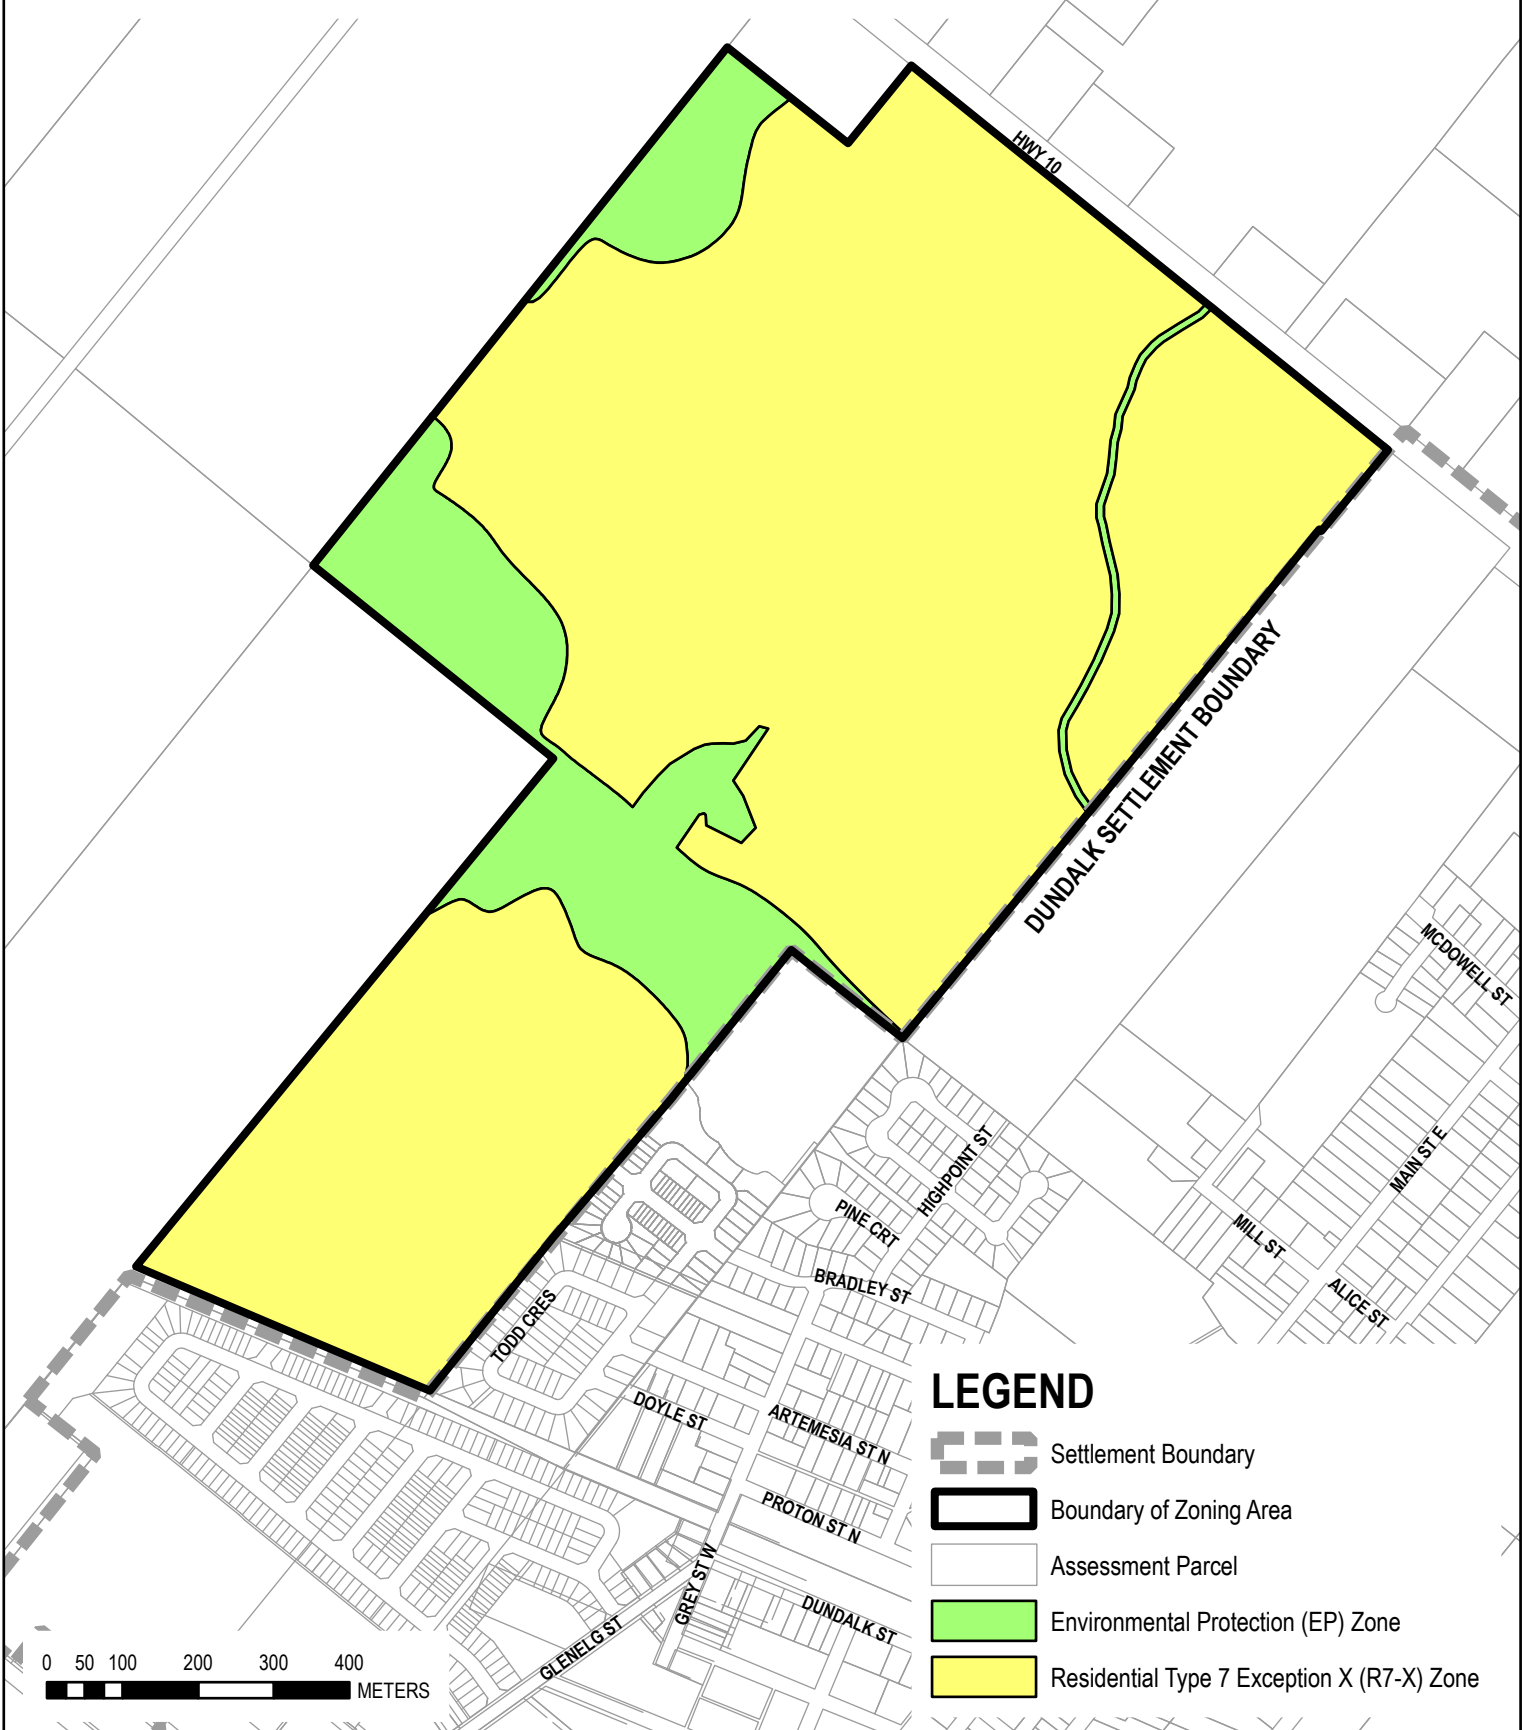 HWY 10
DUNDALK SETTLEMENT BOUNDARY
MCDOWELL ST
MAIN ST E
HIGHPOINT ST
PINE CRT
MILL ST
BRADLEY ST
ALICE ST
TODD CRES
DOYLE ST
ARTEMESIA ST N
PROTON ST N
GREY ST W
DUNDALK ST
GLENELG ST
LEGEND
Settlement Boundary
Boundary of Zoning Area
Assessment Parcel
Environmental Protection (EP) Zone
Residential Type 7 Exception X (R7-X) Zone
0 50 100 200 300 400
METERS